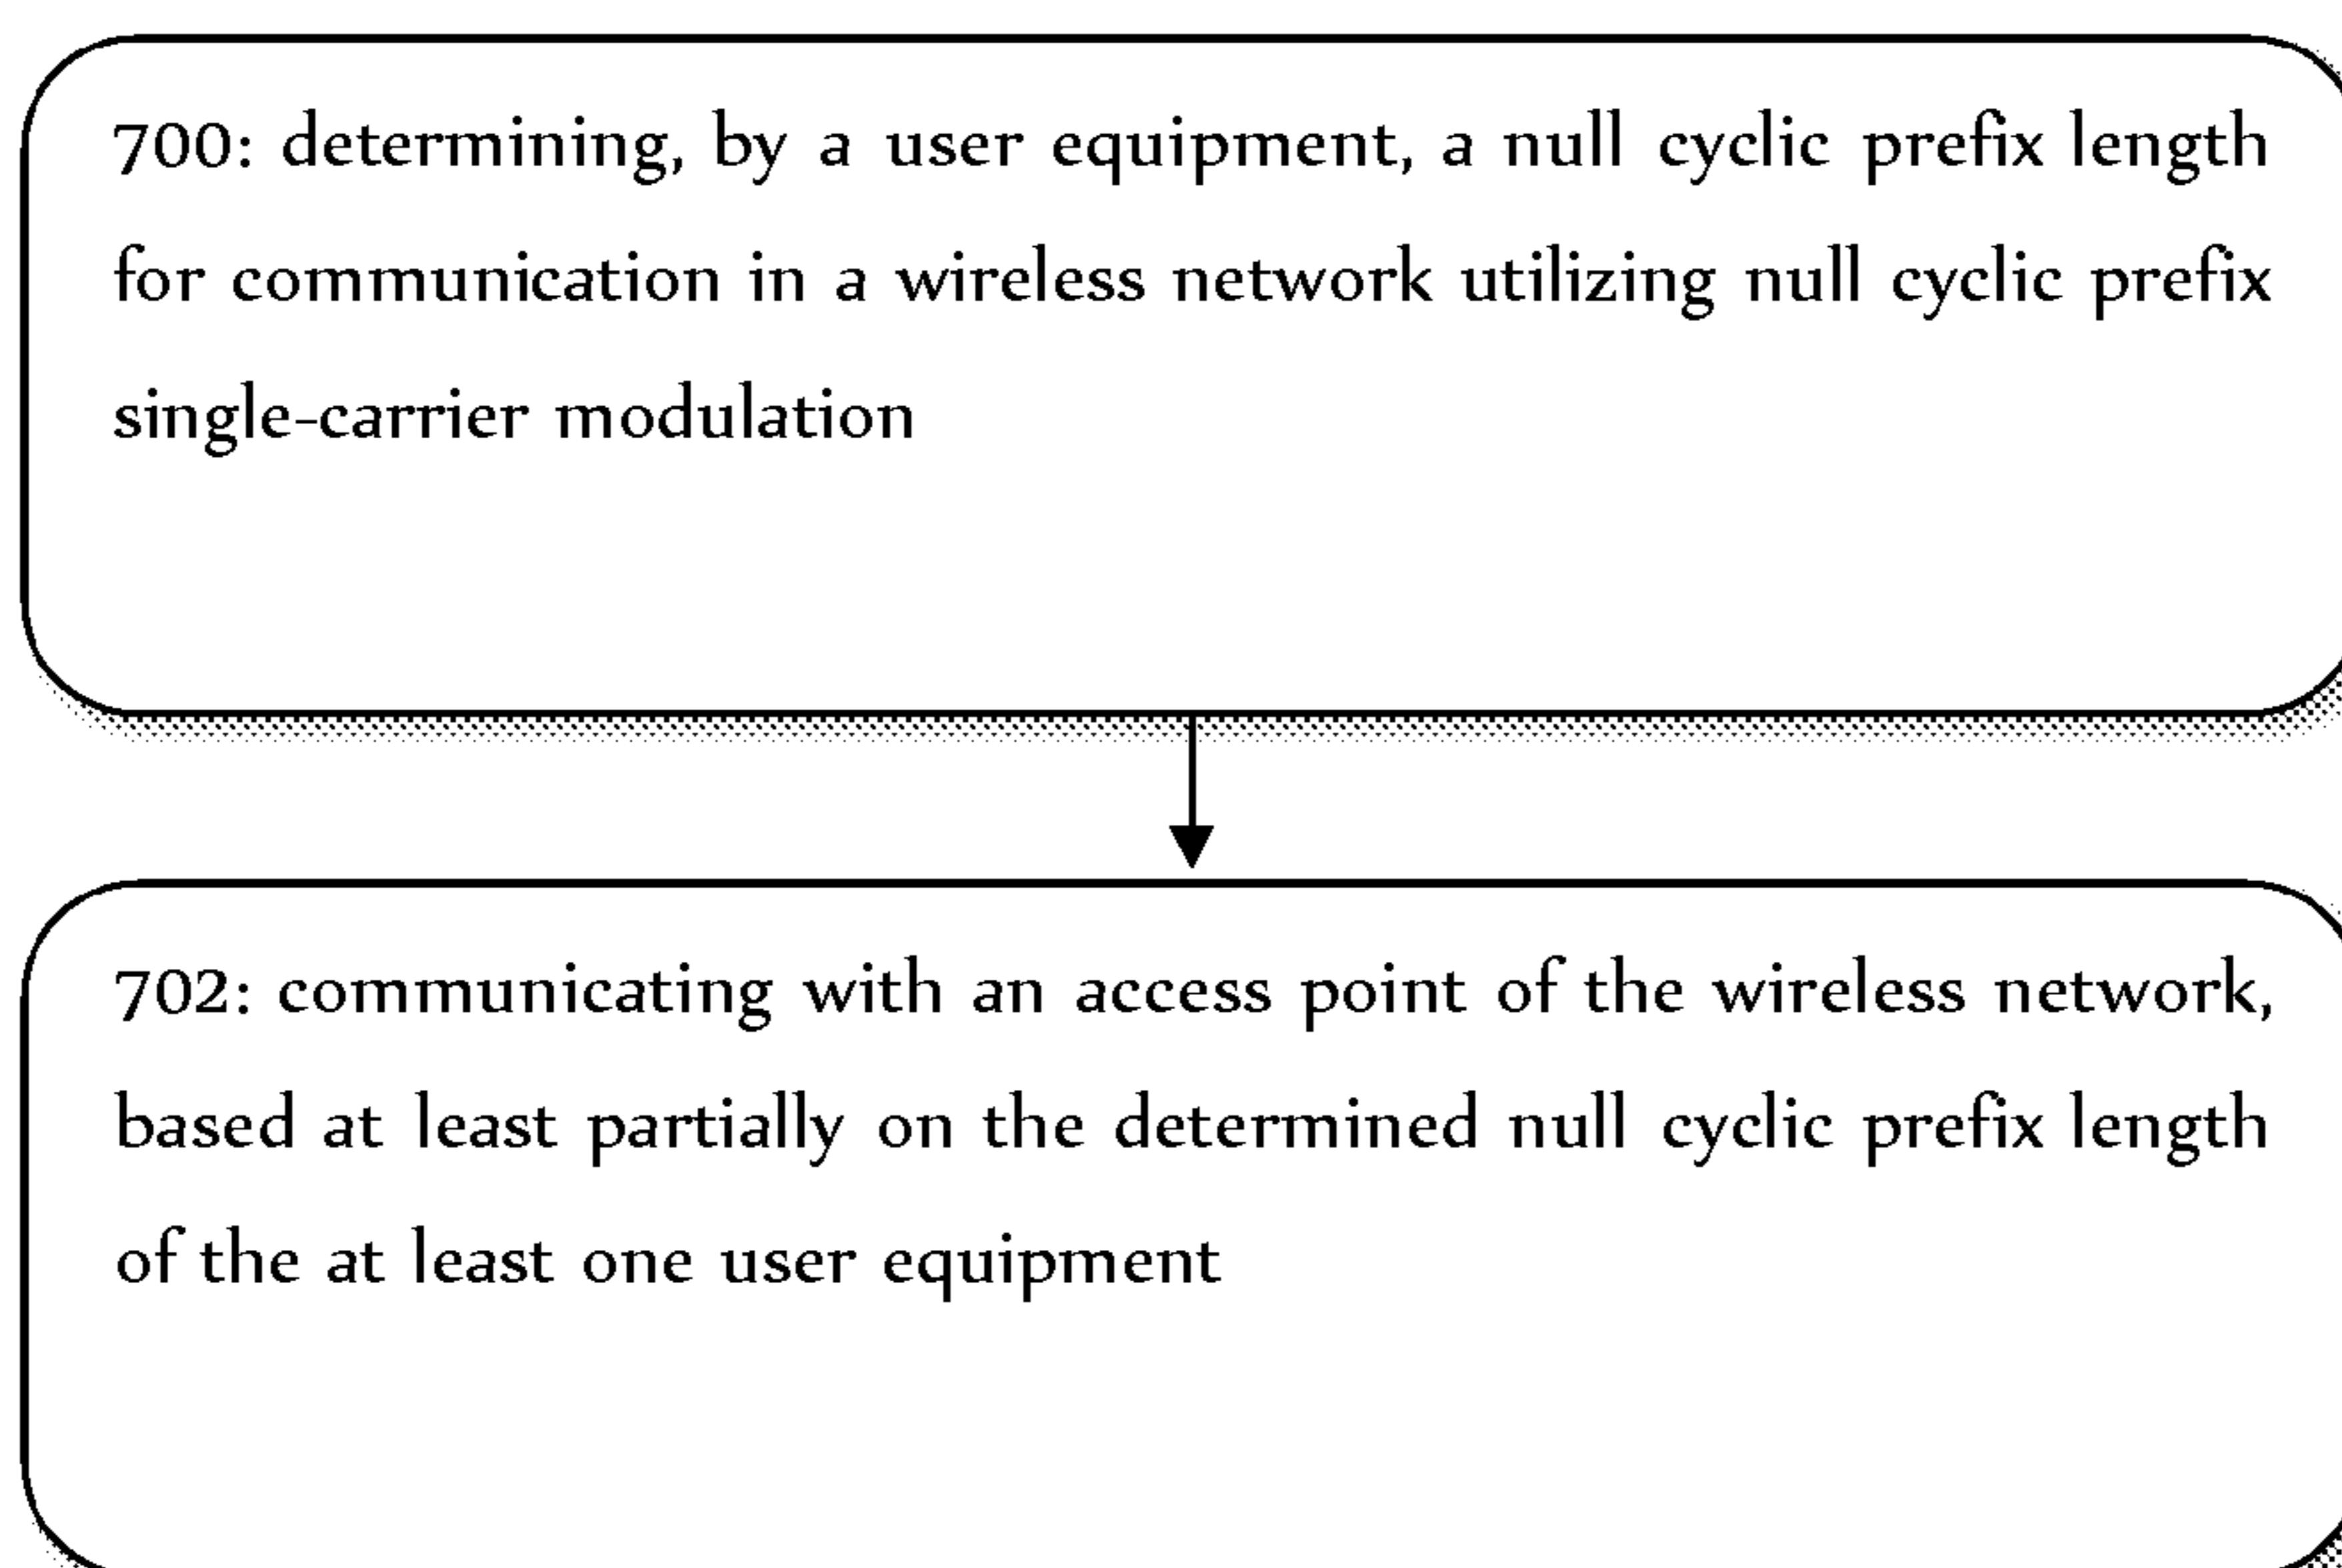 700: determining, by a user equipment, a null cyclic prefix length
for communication in a wireless network utilizing null cyclic prefix
single-carrier modulation
702: communicating with an access point of the wireless network,
based at least partially on the determined null cyclic prefix length
of the at least one user equipment